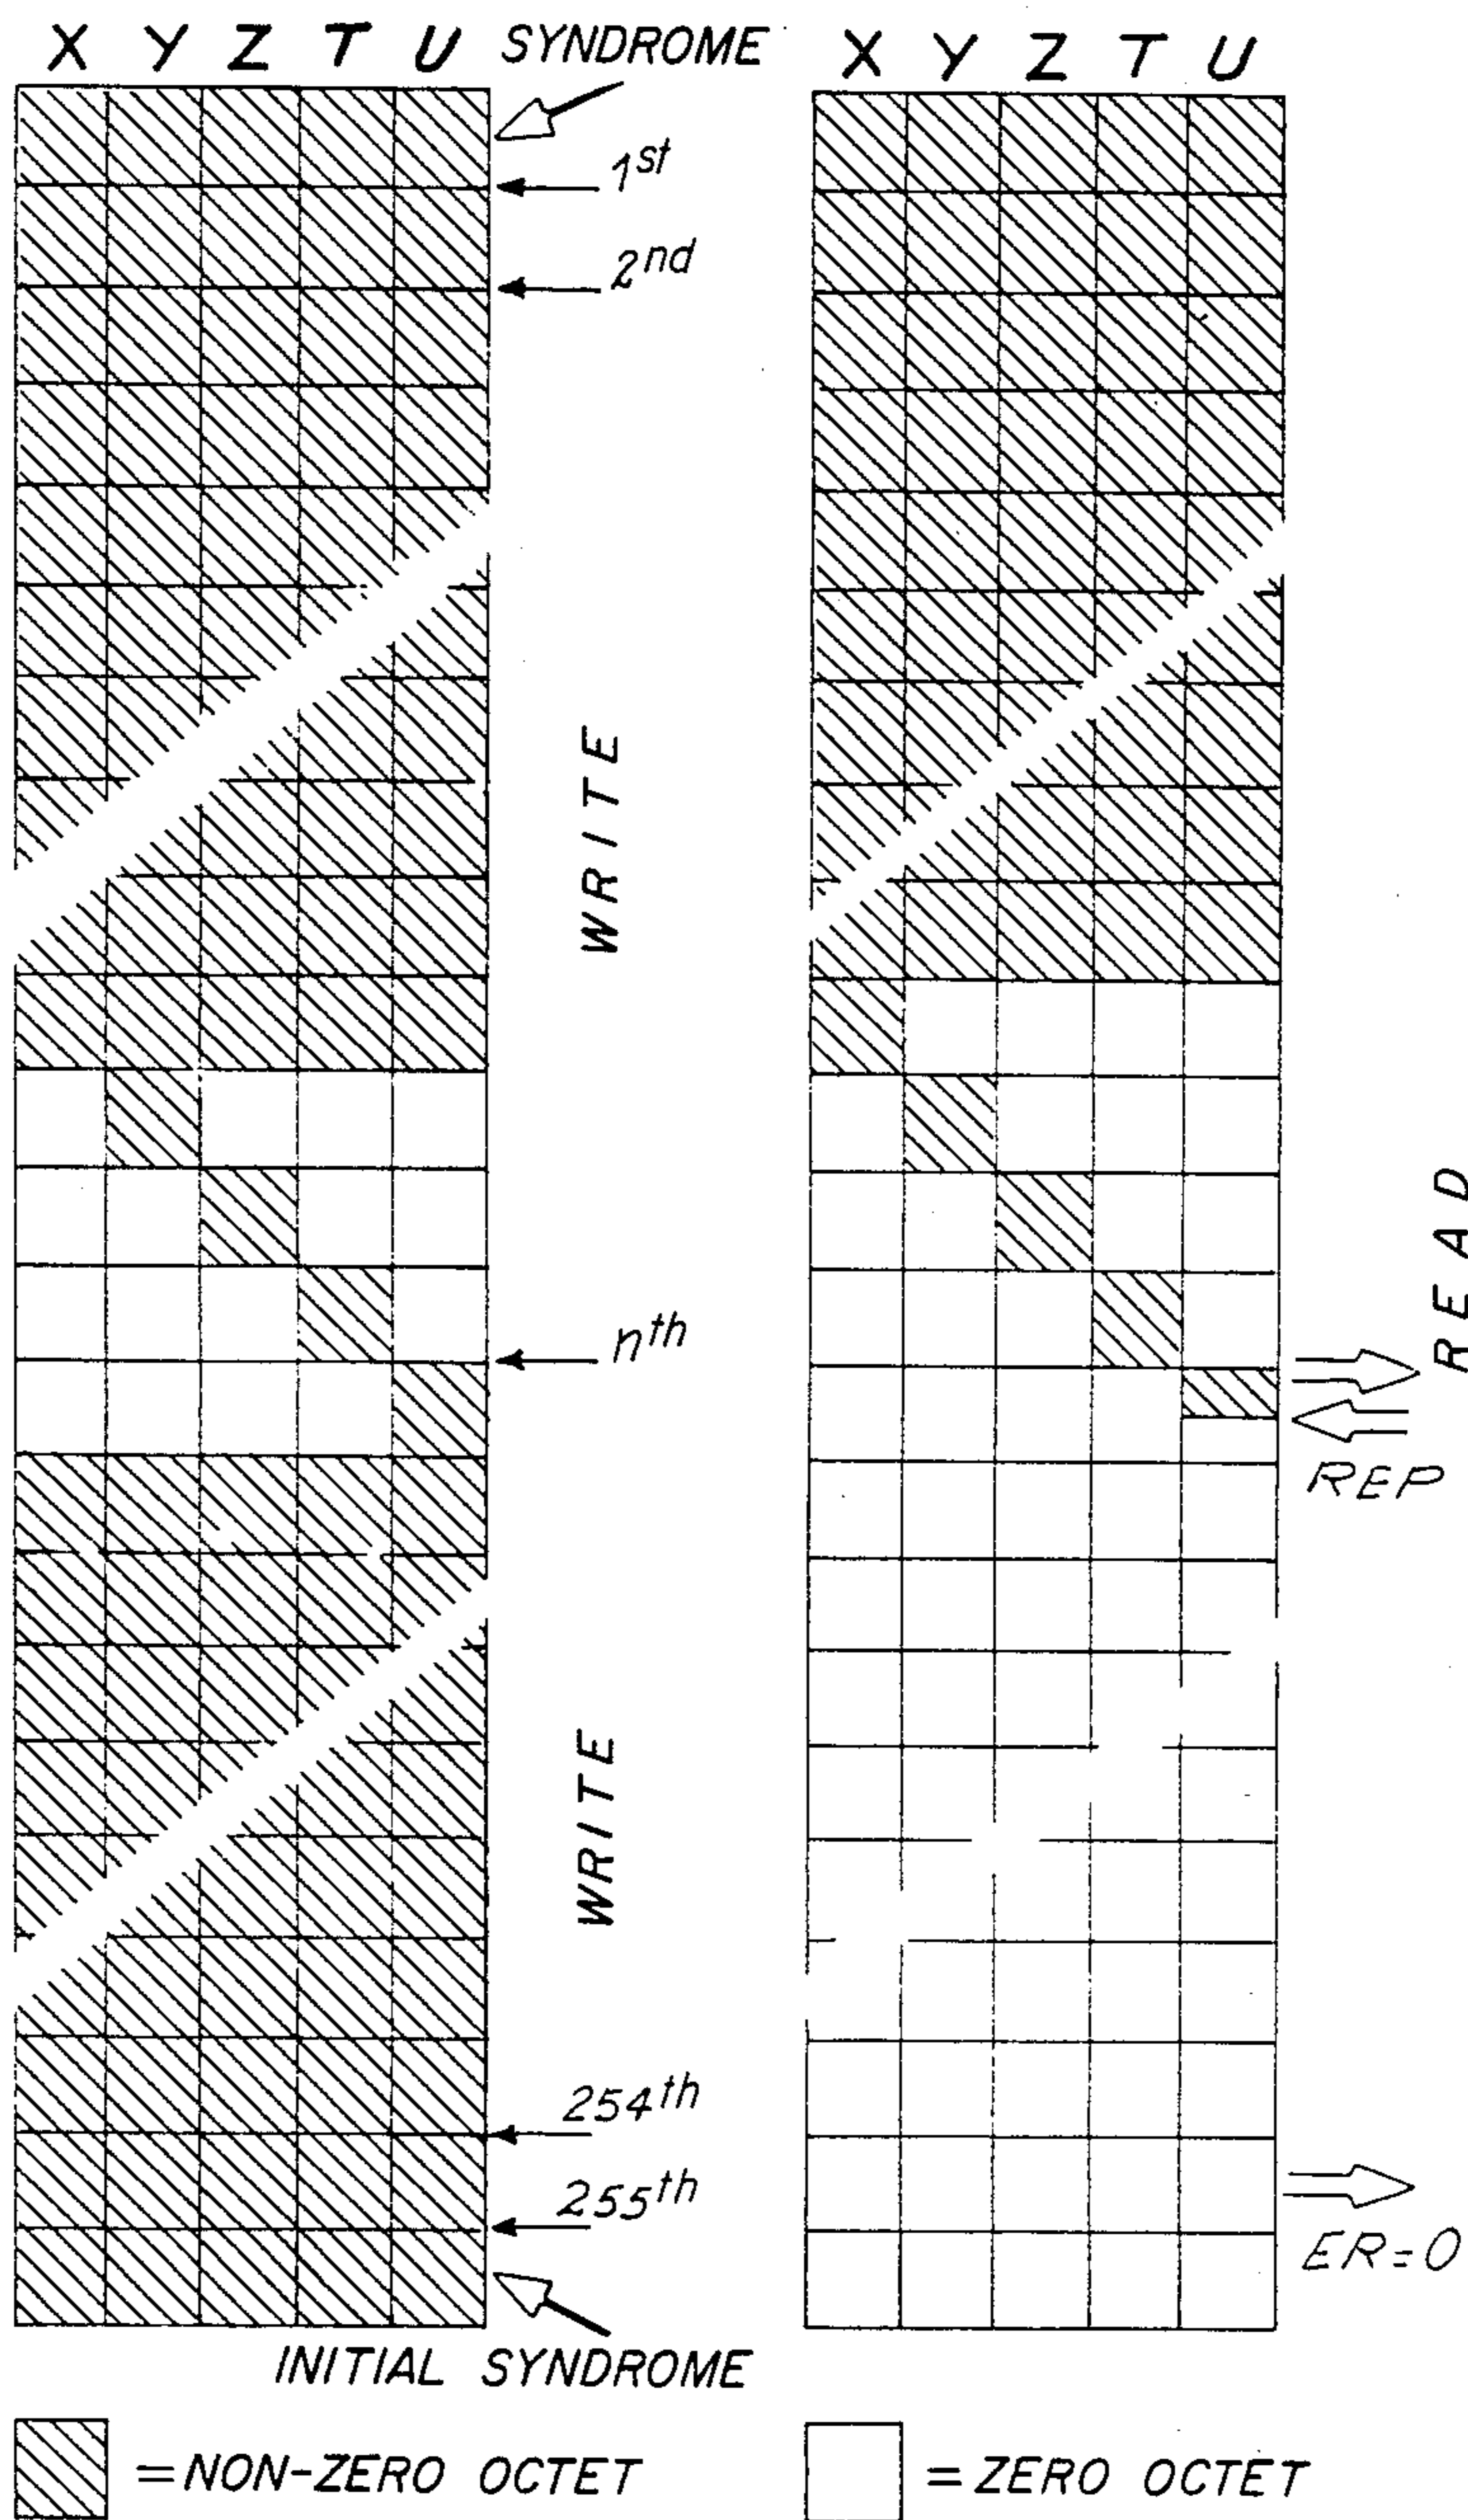 X Y Z T U SYNDROME
X Y Z T U
1st
2nd
WRITE
nth
READ
REP
WRITE
254th
255th
ER=0
INITIAL SYNDROME
=NON-ZERO OCTET
=ZERO OCTET